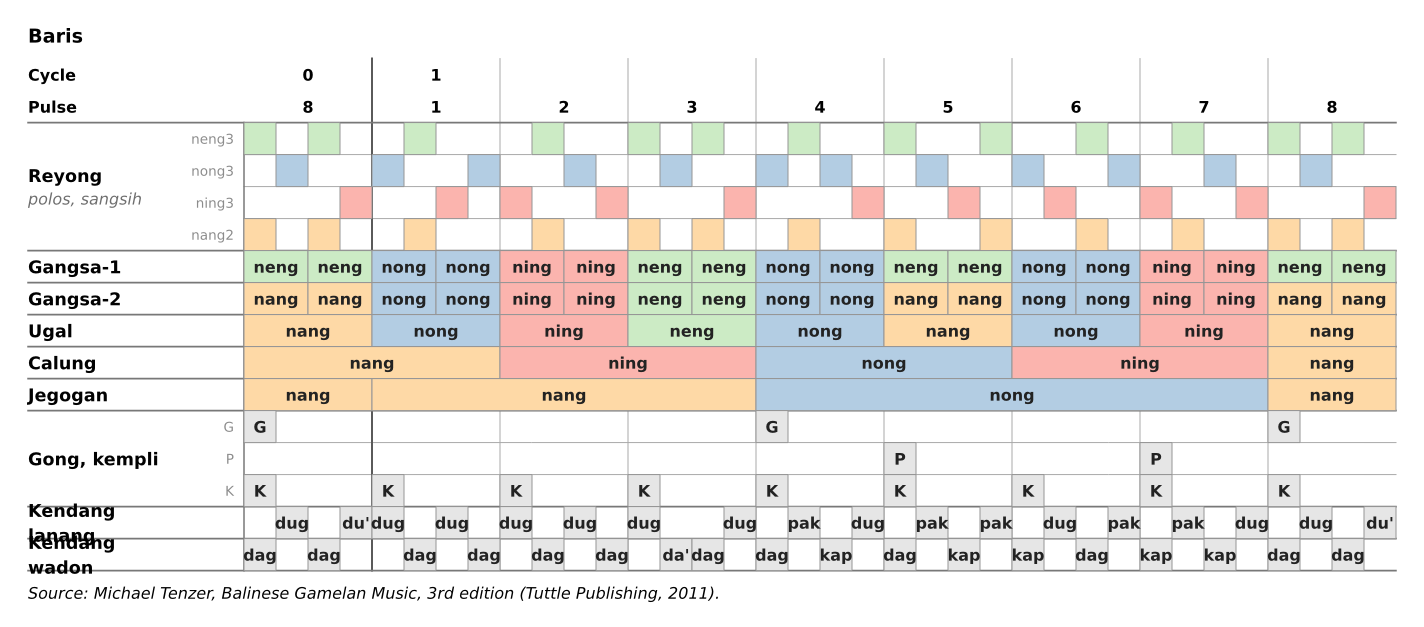 Baris
Cycle 0 1
Pulse 8 1 2 3 4 5 6 7 8
neng3
nong3
Reyong
polos, sangsih
ning3
nang2
Gangsa-1 neng neng nong nong ning ning neng neng nong nong neng neng nong nong ning ning neng neng
Gangsa-2 nang nang nong nong ning ning neng neng nong nong nang nang nong nong ning ning nang nang
Ugal nang nong ning neng nong nang nong ning nang
Calung nang ning nong ning nang
Jegogan nang nang nong nang
G G G G
Gong, kempli P P P
K K K K K K K K K K
Kendang lanang dug du' dug dug dug dug dug dug pak dug pak pak dug pak pak dug dug du'
Kendang wadon dag dag dag dag dag dag da' dag dag kap dag kap kap dag kap kap dag dag
Source: Michael Tenzer, Balinese Gamelan Music, 3rd edition (Tuttle Publishing, 2011).